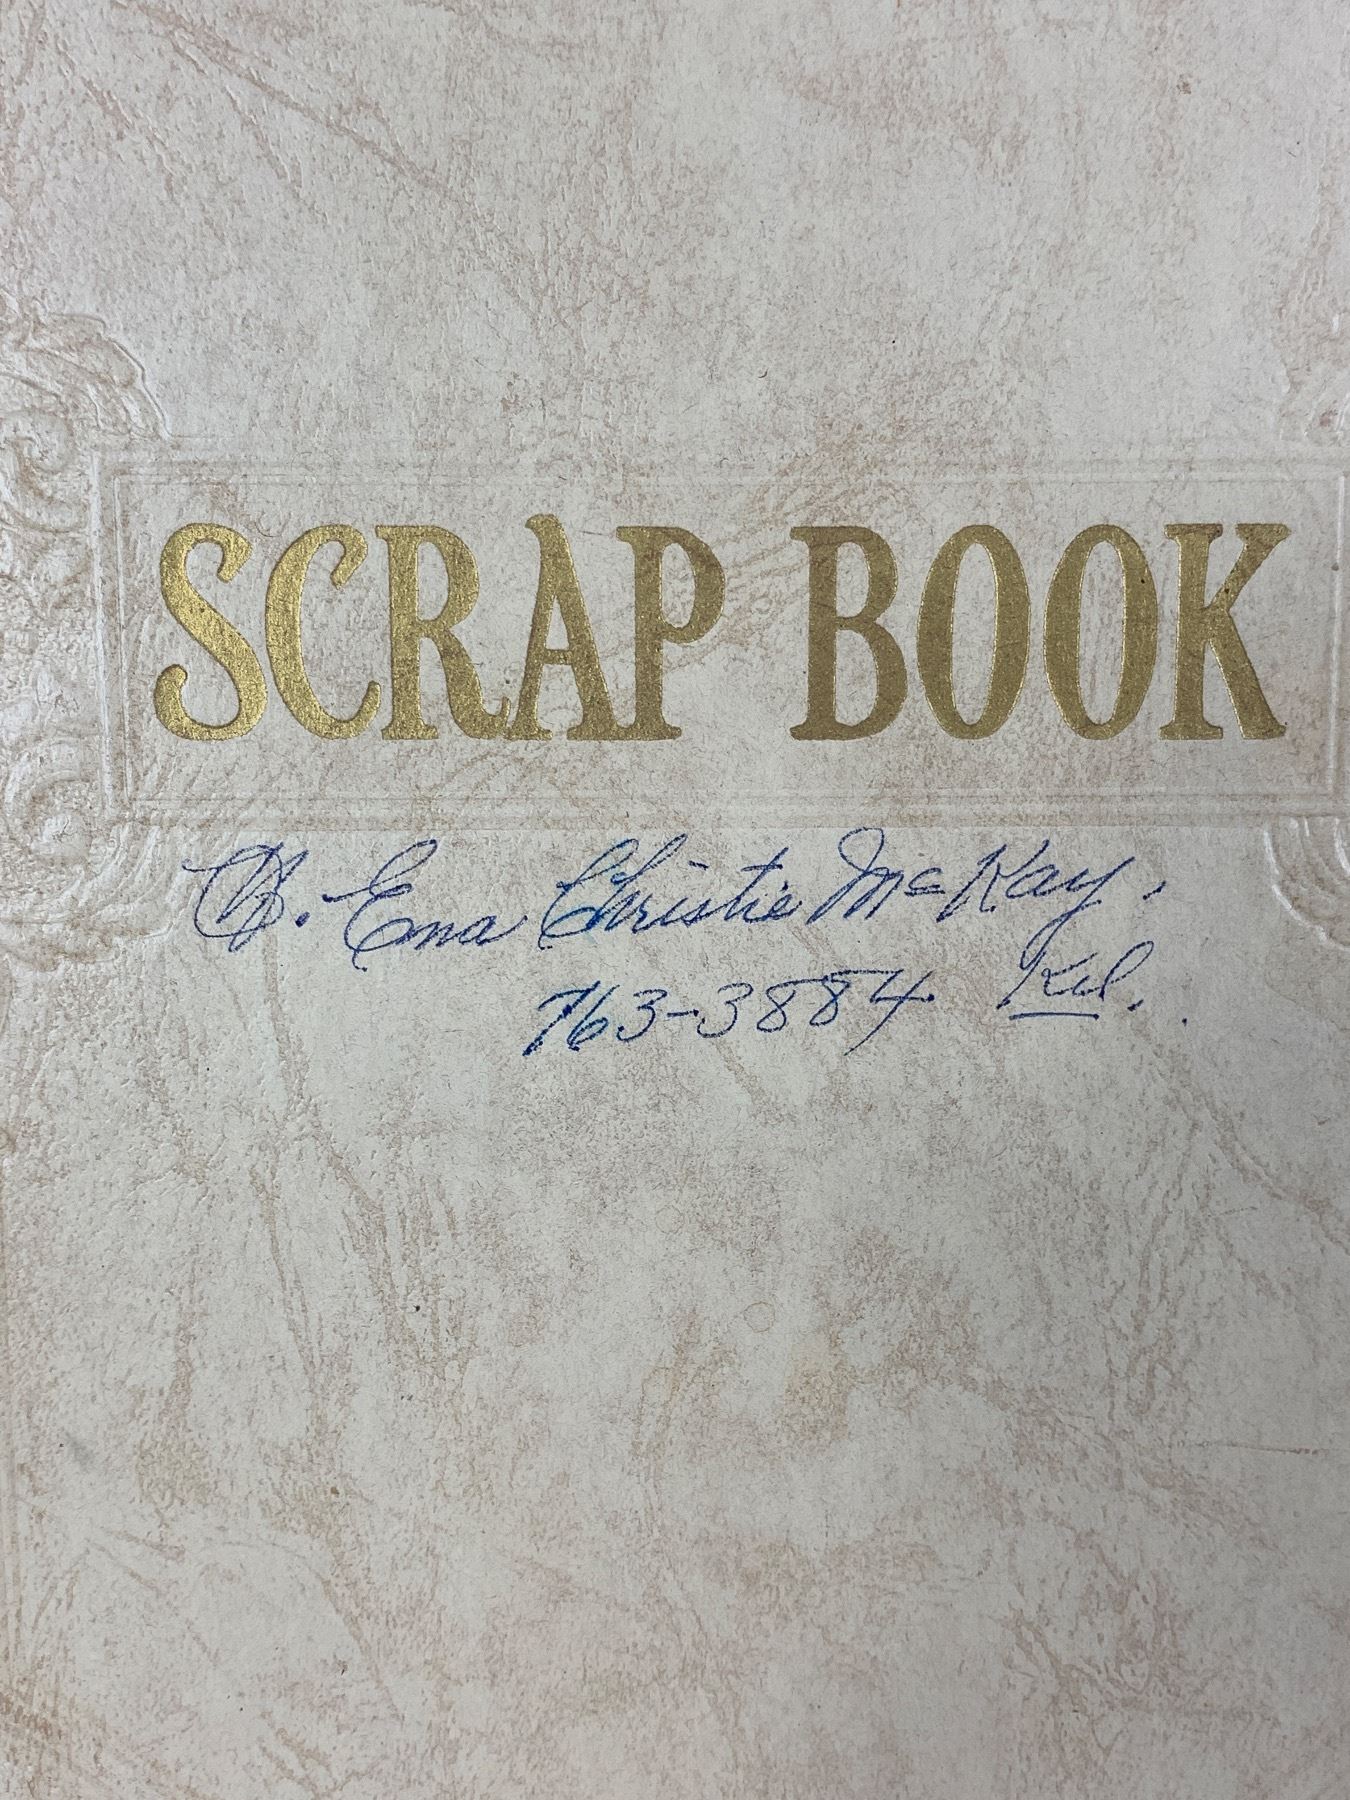 SCRAP BOOK
H. Ena Christie McKay.
763-3884 Kel.